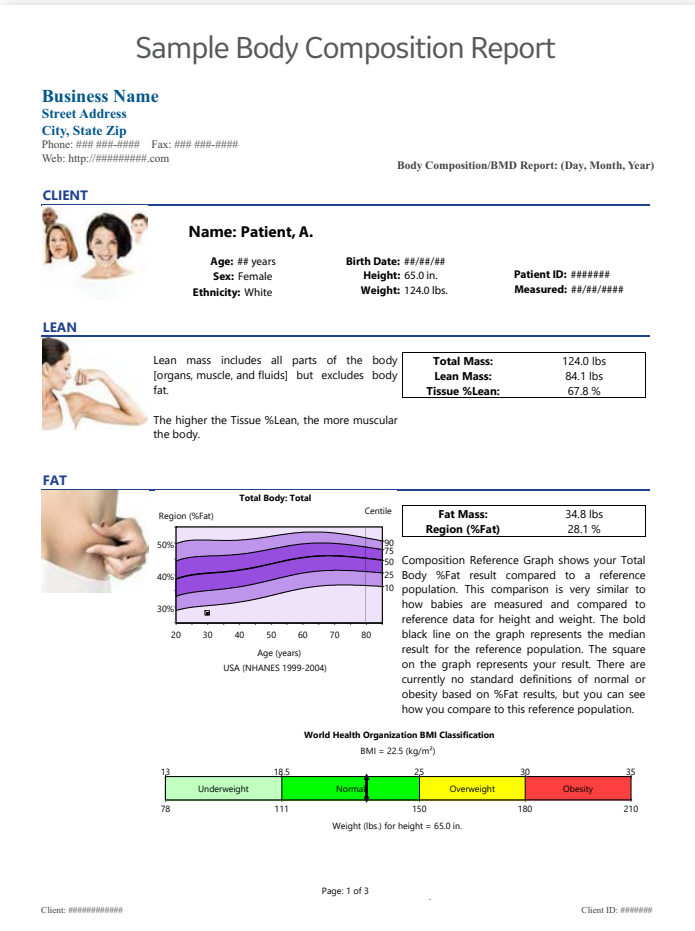 Sample Body Composition Report
Business Name
Street Address
City, State Zip
Phone: ### ###-#### Fax: ### ###-####
Web: http://#########.com
Body Composition/BMD Report: (Day, Month, Year)
CLIENT
Name: Patient, A.
Age: ## years
Sex: Female
Ethnicity: White
Birth Date: ##/##/##
Height: 65.0 in.
Weight: 124.0 lbs.
Patient ID: #######
Measured: ##/##/####
LEAN
Lean mass includes all parts of the body
[organs, muscle, and fluids] but excludes body
fat.
The higher the Tissue %Lean, the more muscular
the body.
Total Mass: 124.0 lbs
Lean Mass: 84.1 lbs
Tissue %Lean: 67.8 %
FAT
Total Body: Total
Region (%Fat)
Centile
50%
40%
30%
90
75
50
25
10
20 30 40 50 60 70 80
Age (years)
USA (NHANES 1999-2004)
Fat Mass: 34.8 lbs
Region (%Fat) 28.1 %
Composition Reference Graph shows your Total
Body %Fat result compared to a reference
population. This comparison is very similar to
how babies are measured and compared to
reference data for height and weight. The bold
black line on the graph represents the median
result for the reference population. The square
on the graph represents your result. There are
currently no standard definitions of normal or
obesity based on %Fat results, but you can see
how you compare to this reference population.
World Health Organization BMI Classification
BMI = 22.5 (kg/m²)
13 18.5 25 30 35
Underweight Normal Overweight Obesity
78 111 150 180 210
Weight (lbs.) for height = 65.0 in.
Page: 1 of 3
Client: ############
Client ID: #######